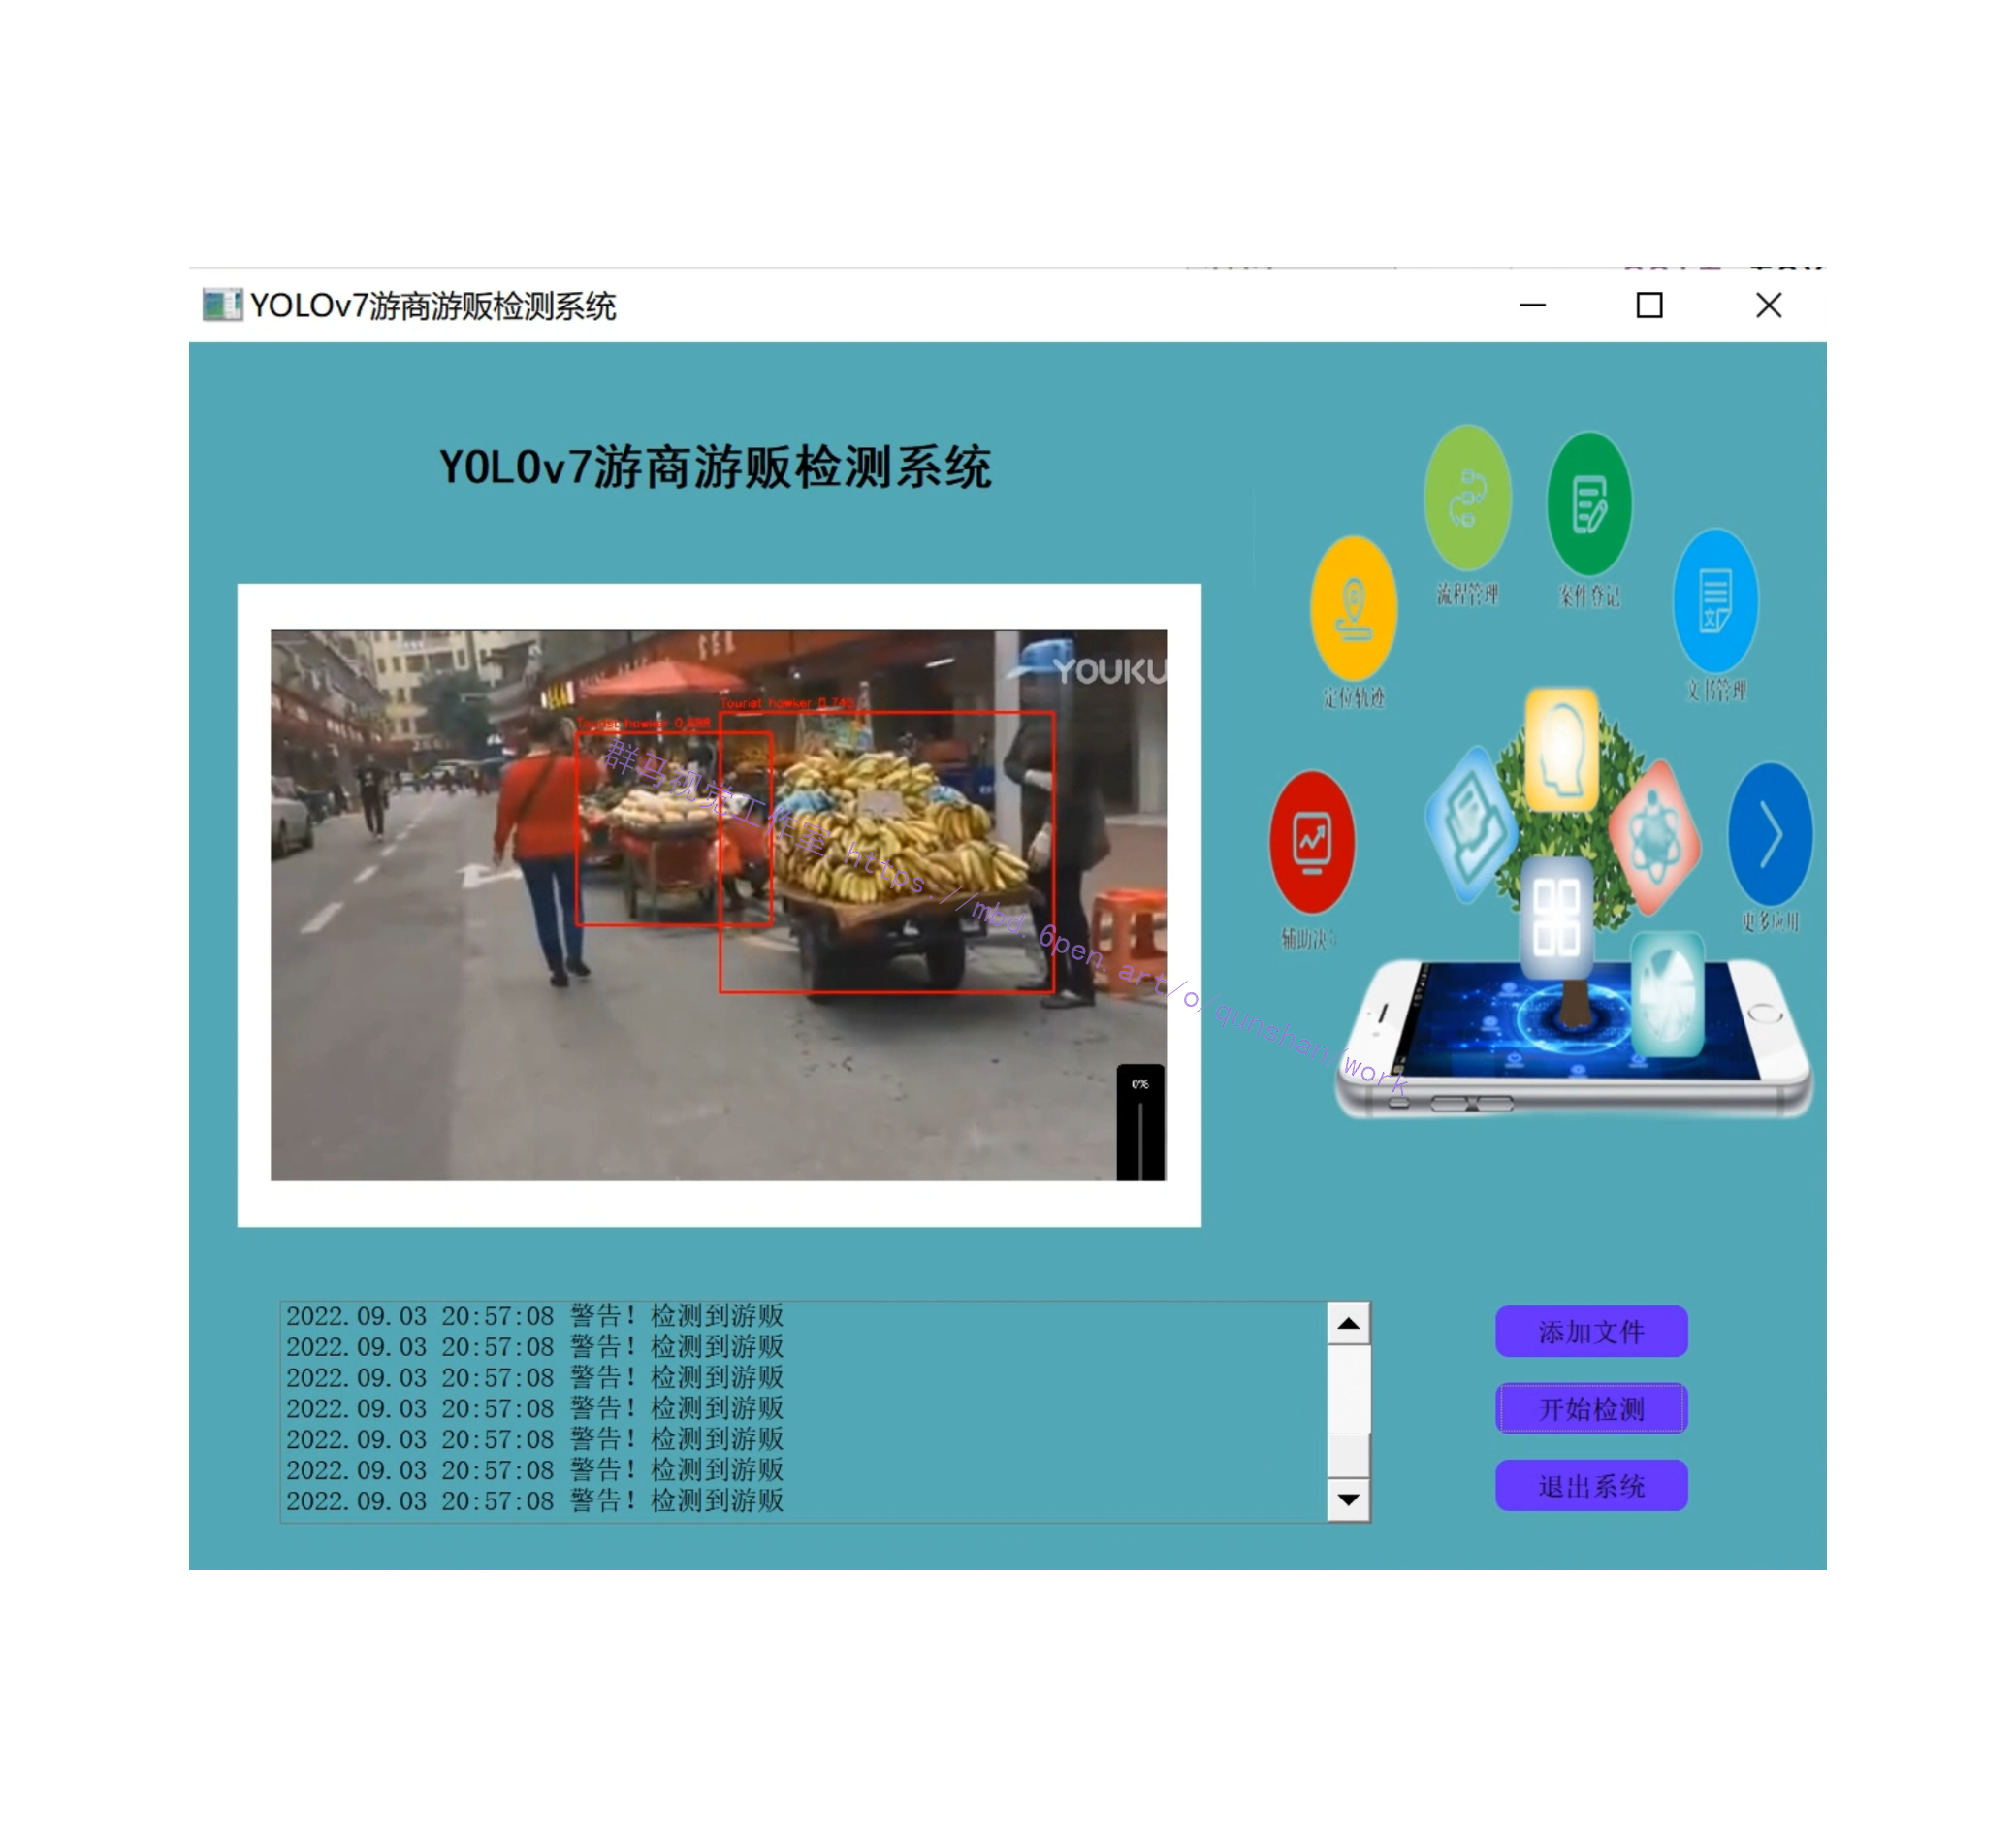 YOLOv7游商游贩检测系统
YOLOv7游商游贩检测系统
流程管理
案件登记
定位轨迹
文书管理
辅助决
更多应用
YOUKU
Tourist hawker 0.746
Tourist hawker
群马视觉工作室 https://mbd.6pen.art/o/qunshan/work
0%
2022.09.03 20:57:08 警告！检测到游贩
2022.09.03 20:57:08 警告！检测到游贩
2022.09.03 20:57:08 警告！检测到游贩
2022.09.03 20:57:08 警告！检测到游贩
2022.09.03 20:57:08 警告！检测到游贩
2022.09.03 20:57:08 警告！检测到游贩
2022.09.03 20:57:08 警告！检测到游贩
添加文件
开始检测
退出系统